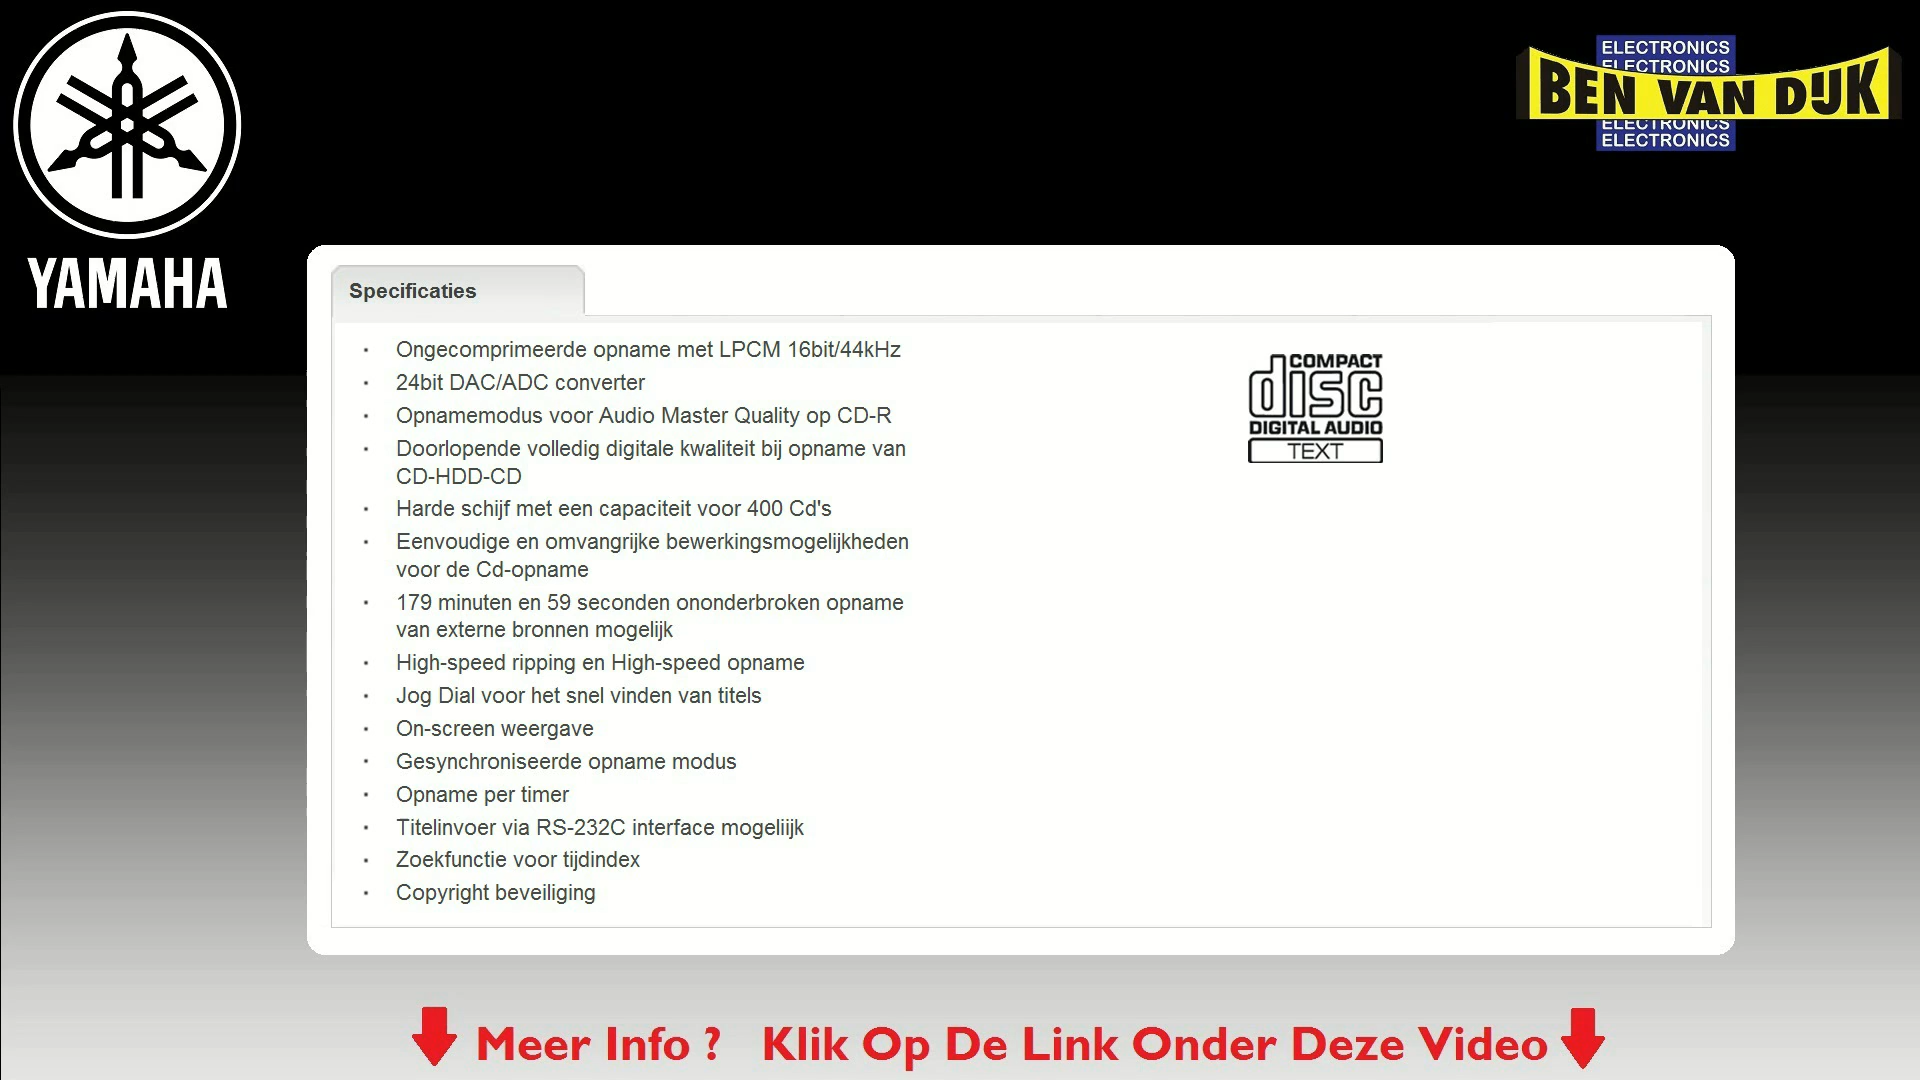 YAMAHA
ELECTRONICS
ELECTRONICS
BEN VAN DIJK
ELECTRONICS
ELECTRONICS
Specificaties
· Ongecomprimeerde opname met LPCM 16bit/44kHz
· 24bit DAC/ADC converter
· Opnamemodus voor Audio Master Quality op CD-R
· Doorlopende volledig digitale kwaliteit bij opname van
CD-HDD-CD
· Harde schijf met een capaciteit voor 400 Cd's
· Eenvoudige en omvangrijke bewerkingsmogelijkheden
voor de Cd-opname
· 179 minuten en 59 seconden ononderbroken opname
van externe bronnen mogelijk
· High-speed ripping en High-speed opname
· Jog Dial voor het snel vinden van titels
· On-screen weergave
· Gesynchroniseerde opname modus
· Opname per timer
· Titelinvoer via RS-232C interface mogeliijk
· Zoekfunctie voor tijdindex
· Copyright beveiliging
COMPACT
disc
DIGITAL AUDIO
TEXT
Meer Info ? Klik Op De Link Onder Deze Video